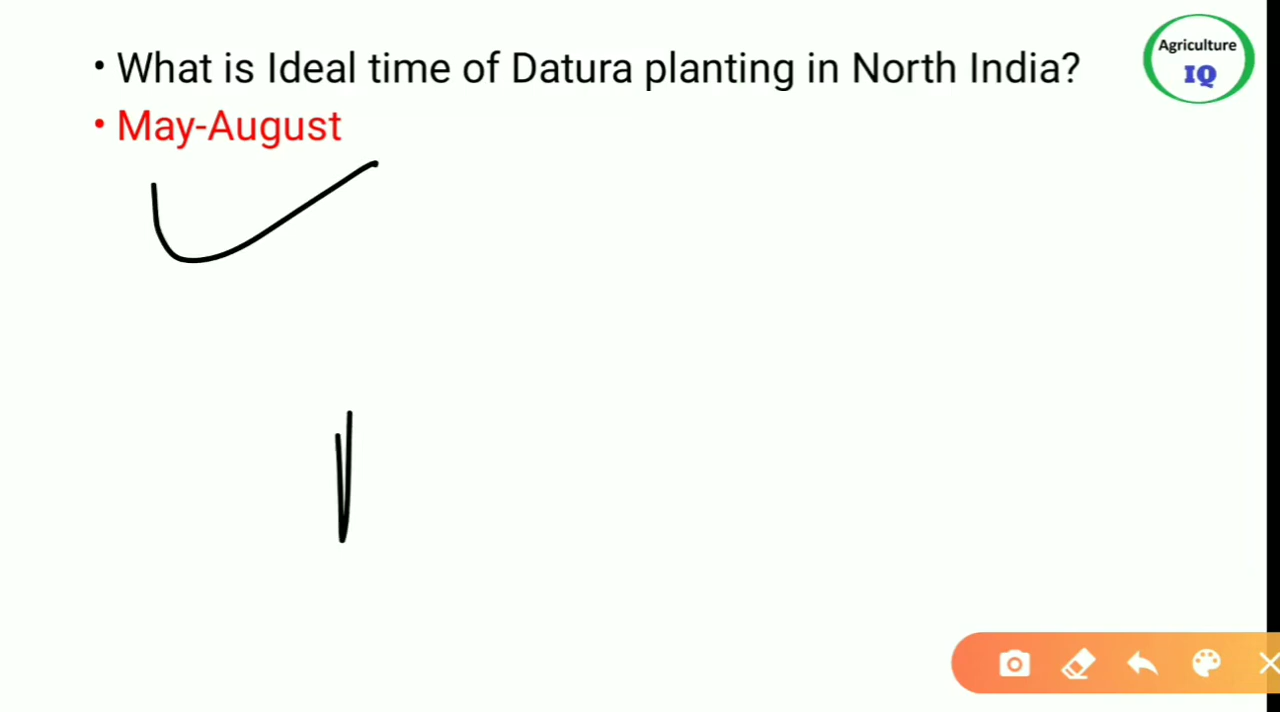 • What is Ideal time of Datura planting in North India?
• May-August
Agriculture
IQ